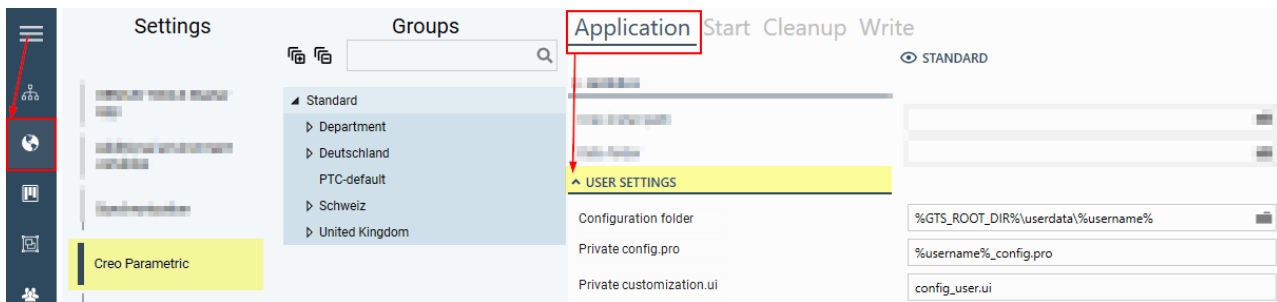 Settings
Creo Parametric
Groups
Standard
Department
Deutschland
PTC-default
Schweiz
United Kingdom
Application Start Cleanup Write
STANDARD
USER SETTINGS
Configuration folder
%GTS_ROOT_DIR%\userdata\%username%
Private config.pro
%username%_config.pro
Private customization.ui
config_user.ui